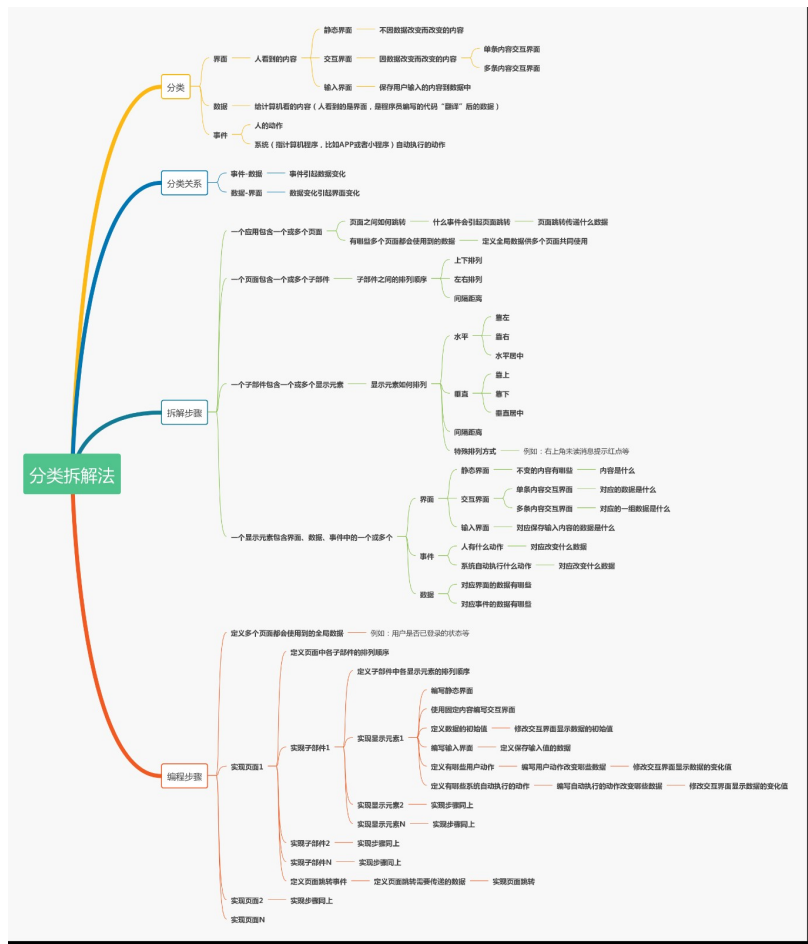 分类拆解法
分类
界面
人看到的内容
静态界面
不因数据改变而改变的内容
交互界面
因数据改变而改变的内容
单条内容交互界面
多条内容交互界面
输入界面
保存用户输入的内容到数据中
数据
给计算机看的内容（人看到的是界面，是程序员编写的代码“翻译”后的数据）
事件
人的动作
系统（指计算机程序，比如APP或者小程序）自动执行的动作
分类关系
事件-数据
事件引起数据变化
数据-界面
数据变化引起界面变化
拆解步骤
一个应用包含一个或多个页面
页面之间如何跳转
什么事件会引起页面跳转
页面跳转传递什么数据
有哪些多个页面都会使用到的数据
定义全局数据供多个页面共同使用
一个页面包含一个或多个子部件
子部件之间的排列顺序
上下排列
左右排列
间隔距离
一个子部件包含一个或多个显示元素
显示元素如何排列
水平
靠左
靠右
水平居中
垂直
靠上
靠下
垂直居中
间隔距离
特殊排列方式
例如：右上角未读消息提示红点等
一个显示元素包含界面、数据、事件中的一个或多个
界面
静态界面
不变的内容有哪些
内容是什么
交互界面
单条内容交互界面
对应的数据是什么
多条内容交互界面
对应的一组数据是什么
输入界面
对应保存输入内容的数据是什么
事件
人有什么动作
对应改变什么数据
系统自动执行什么动作
对应改变什么数据
数据
对应界面的数据有哪些
对应事件的数据有哪些
编程步骤
定义多个页面都会使用到的全局数据
例如：用户是否已登录的状态等
实现页面1
定义页面中各子部件的排列顺序
实现子部件1
定义子部件中各显示元素的排列顺序
实现显示元素1
编写静态界面
使用固定内容编写交互界面
定义数据的初始值
修改交互界面显示数据的初始值
编写输入界面
定义保存输入值的数据
定义有哪些用户动作
编写用户动作改变哪些数据
修改交互界面显示数据的变化值
定义有哪些系统自动执行的动作
编写自动执行的动作改变哪些数据
修改交互界面显示数据的变化值
实现显示元素2
实现步骤同上
实现显示元素N
实现步骤同上
实现子部件2
实现步骤同上
实现子部件N
实现步骤同上
定义页面跳转事件
定义页面跳转需要传递的数据
实现页面跳转
实现页面2
实现步骤同上
实现页面N